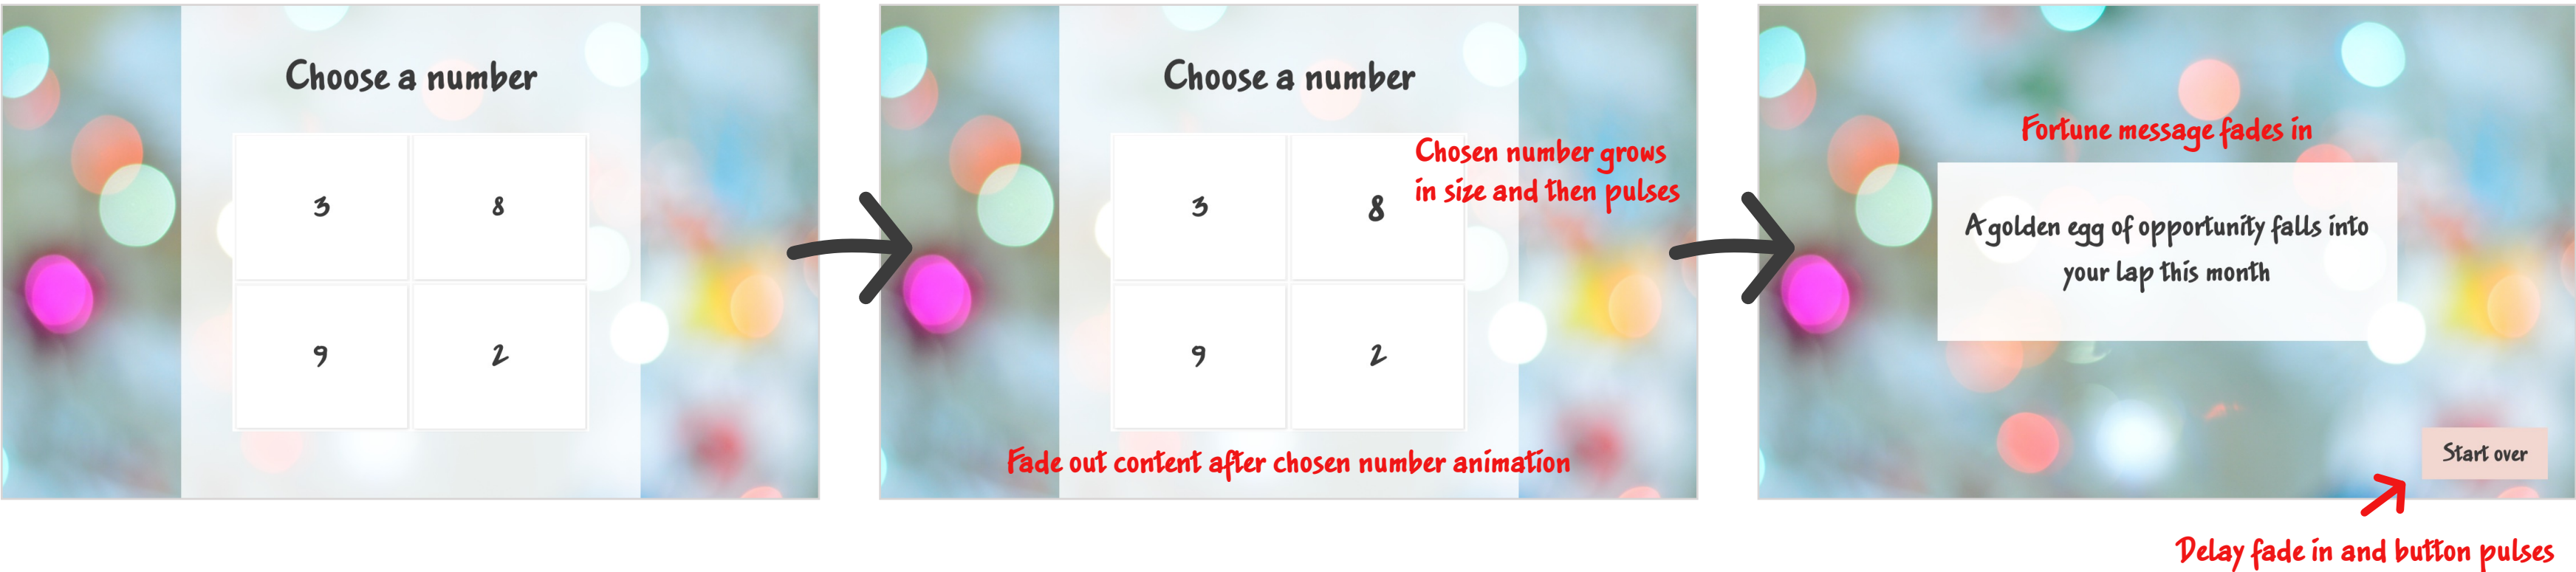 Choose a number
3
8
9
2
Choose a number
3
8
Chosen number grows
in size and then pulses
9
2
Fade out content after chosen number animation
Fortune message fades in
A golden egg of opportunity falls into
your lap this month
Start over
Delay fade in and button pulses